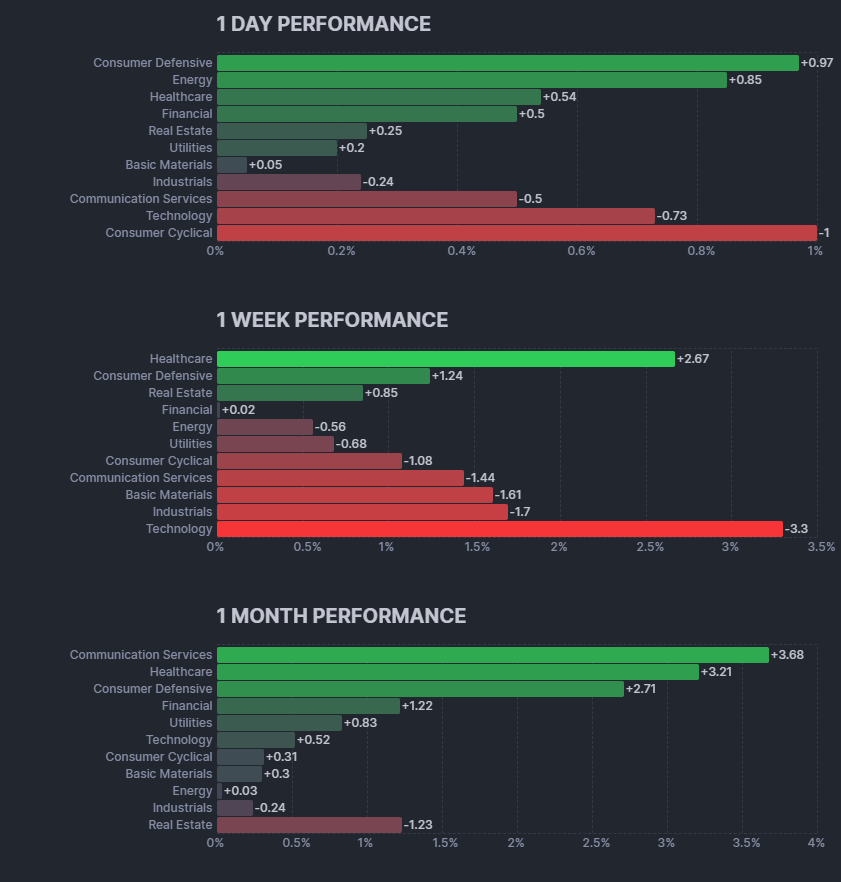 1 DAY PERFORMANCE
Consumer Defensive +0.97
Energy +0.85
Healthcare +0.54
Financial +0.5
Real Estate +0.25
Utilities +0.2
Basic Materials +0.05
Industrials -0.24
Communication Services -0.5
Technology -0.73
Consumer Cyclical -1
0% 0.2% 0.4% 0.6% 0.8% 1%
1 WEEK PERFORMANCE
Healthcare +2.67
Consumer Defensive +1.24
Real Estate +0.85
Financial +0.02
Energy -0.56
Utilities -0.68
Consumer Cyclical -1.08
Communication Services -1.44
Basic Materials -1.61
Industrials -1.7
Technology -3.3
0% 0.5% 1% 1.5% 2% 2.5% 3% 3.5%
1 MONTH PERFORMANCE
Communication Services +3.68
Healthcare +3.21
Consumer Defensive +2.71
Financial +1.22
Utilities +0.83
Technology +0.52
Consumer Cyclical +0.31
Basic Materials +0.3
Energy +0.03
Industrials -0.24
Real Estate -1.23
0% 0.5% 1% 1.5% 2% 2.5% 3% 3.5% 4%